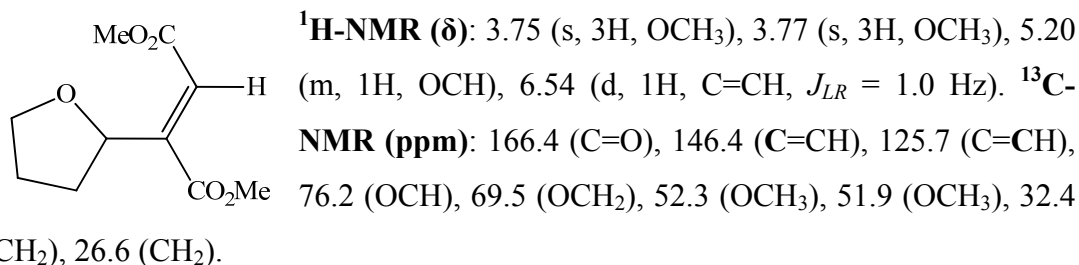 MeO₂C
H
O
CO₂Me
¹H-NMR (δ): 3.75 (s, 3H, OCH₃), 3.77 (s, 3H, OCH₃), 5.20
(m, 1H, OCH), 6.54 (d, 1H, C=CH, J_LR = 1.0 Hz). ¹³C-
NMR (ppm): 166.4 (C=O), 146.4 (C=CH), 125.7 (C=CH),
76.2 (OCH), 69.5 (OCH₂), 52.3 (OCH₃), 51.9 (OCH₃), 32.4
CH₂), 26.6 (CH₂).